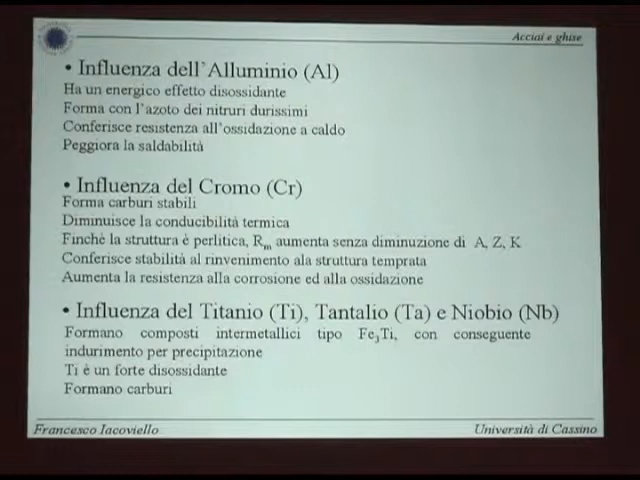 Acciai e ghise
• Influenza dell'Alluminio (Al)
Ha un energico effetto disossidante
Forma con l'azoto dei nitruri durissimi
Conferisce resistenza all'ossidazione a caldo
Peggiora la saldabilità
• Influenza del Cromo (Cr)
Forma carburi stabili
Diminuisce la conducibilità termica
Finchè la struttura è perlitica, Rm aumenta senza diminuzione di A, Z, K
Conferisce stabilità al rinvenimento ala struttura temprata
Aumenta la resistenza alla corrosione ed alla ossidazione
• Influenza del Titanio (Ti), Tantalio (Ta) e Niobio (Nb)
Formano composti intermetallici tipo Fe3Ti, con conseguente
indurimento per precipitazione
Ti è un forte disossidante
Formano carburi
Francesco Iacoviello
Università di Cassino